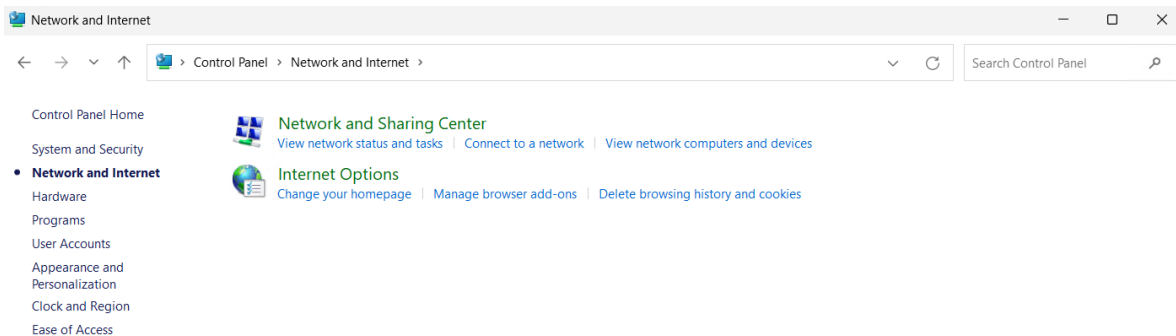 Network and Internet
Control Panel > Network and Internet >
Search Control Panel
Control Panel Home
System and Security
Network and Internet
Hardware
Programs
User Accounts
Appearance and
Personalization
Clock and Region
Ease of Access
Network and Sharing Center
View network status and tasks | Connect to a network | View network computers and devices
Internet Options
Change your homepage | Manage browser add-ons | Delete browsing history and cookies